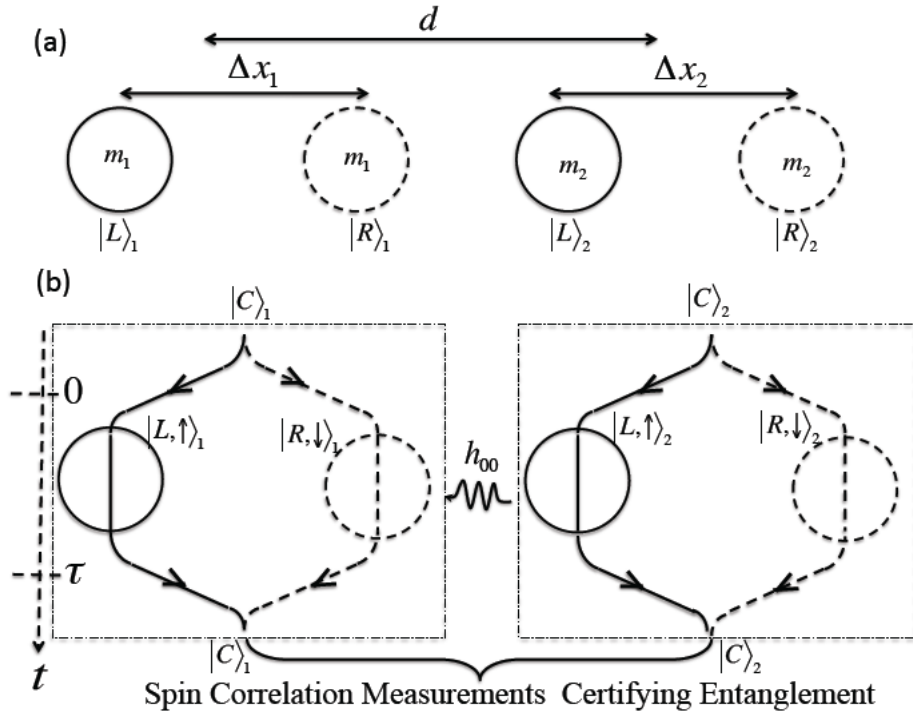 (a)
d
Δx₁ Δx₂
m₁ m₁ m₂ m₂
|L⟩₁ |R⟩₁ |L⟩₂ |R⟩₂
(b)
|C⟩₁ |C⟩₂
0
|L,↑⟩₁ |R,↓⟩₁ |L,↑⟩₂ |R,↓⟩₂
h₀₀
τ
|C⟩₁ |C⟩₂
t
Spin Correlation Measurements Certifying Entanglement